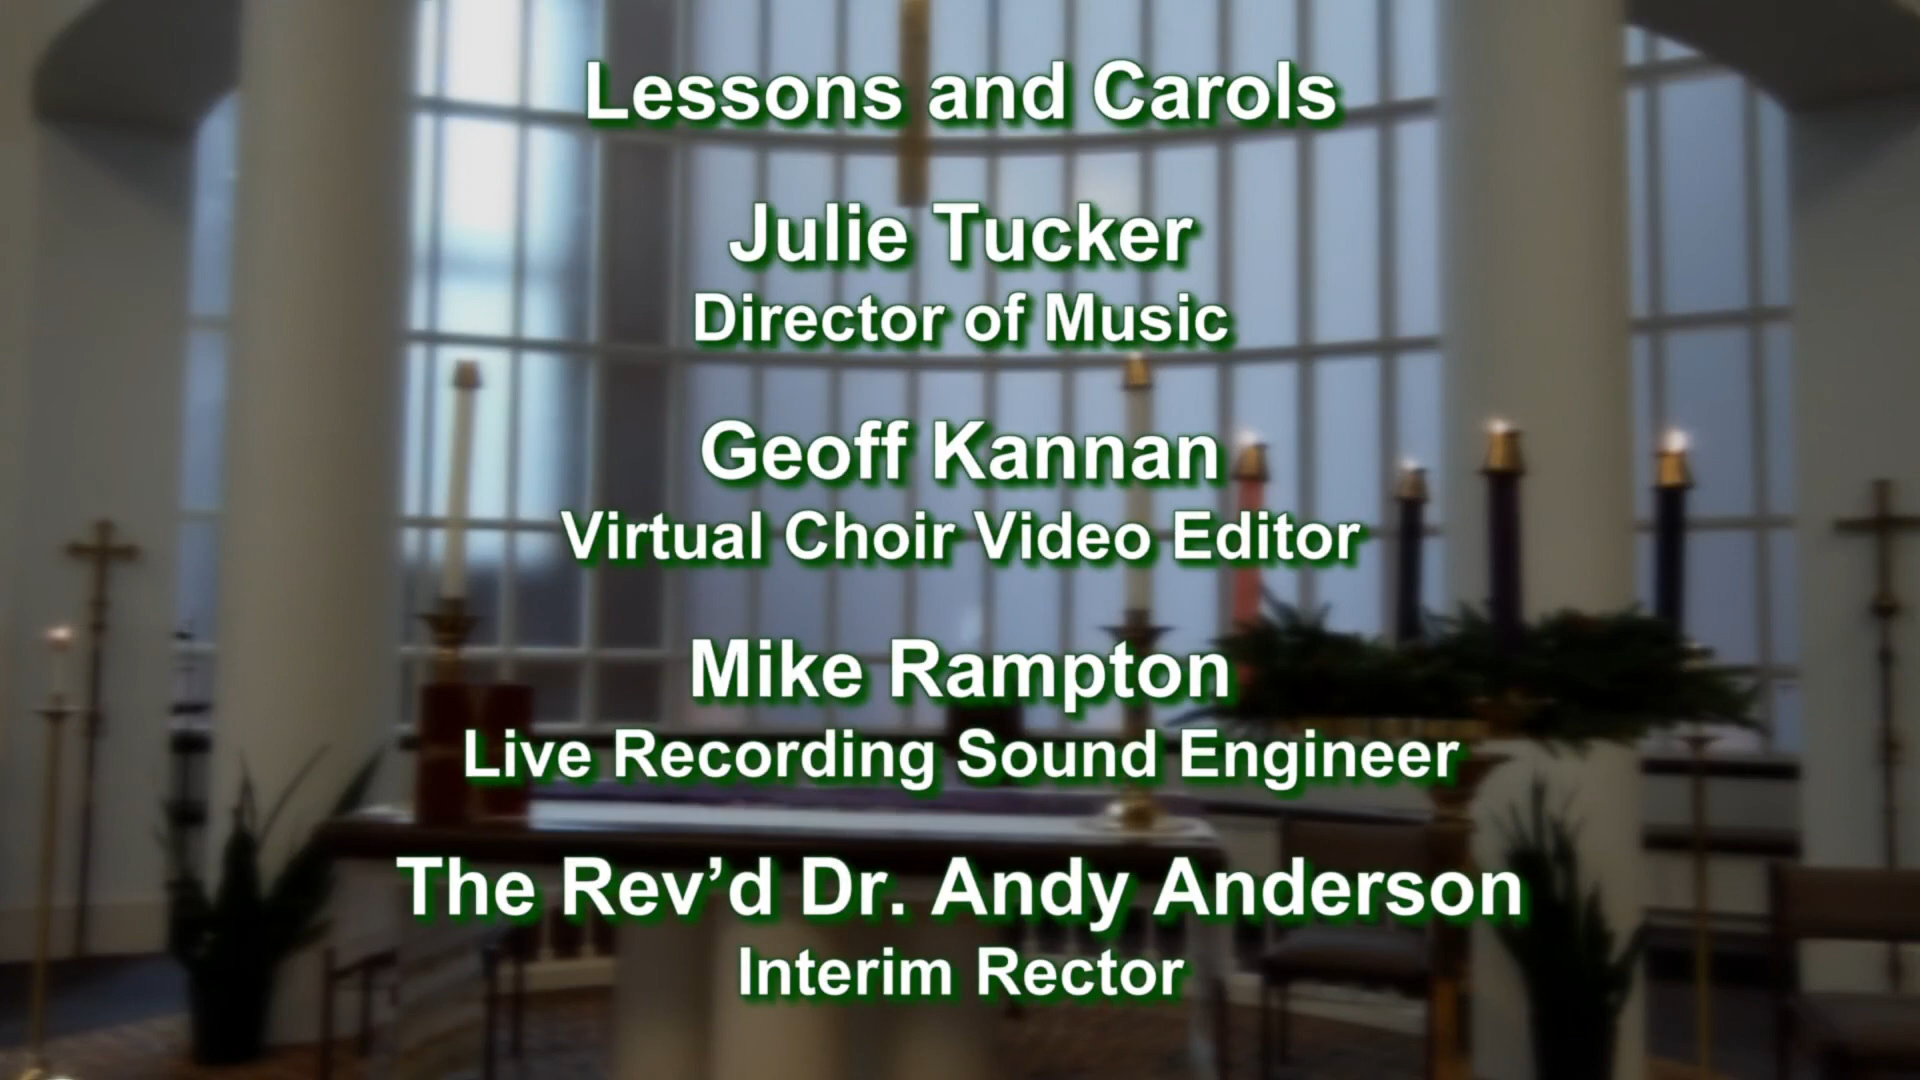 Lessons and Carols
Julie Tucker
Director of Music
Geoff Kannan
Virtual Choir Video Editor
Mike Rampton
Live Recording Sound Engineer
The Rev’d Dr. Andy Anderson
Interim Rector